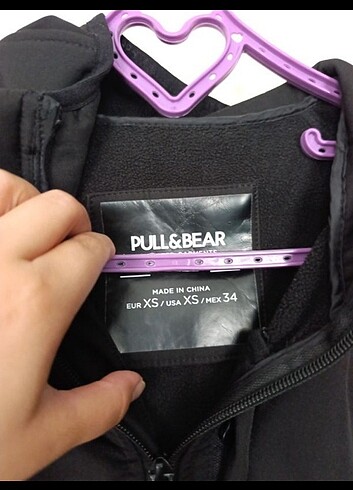 PULL&BEAR
MADE IN CHINA
EUR XS / USA XS / MEX 34